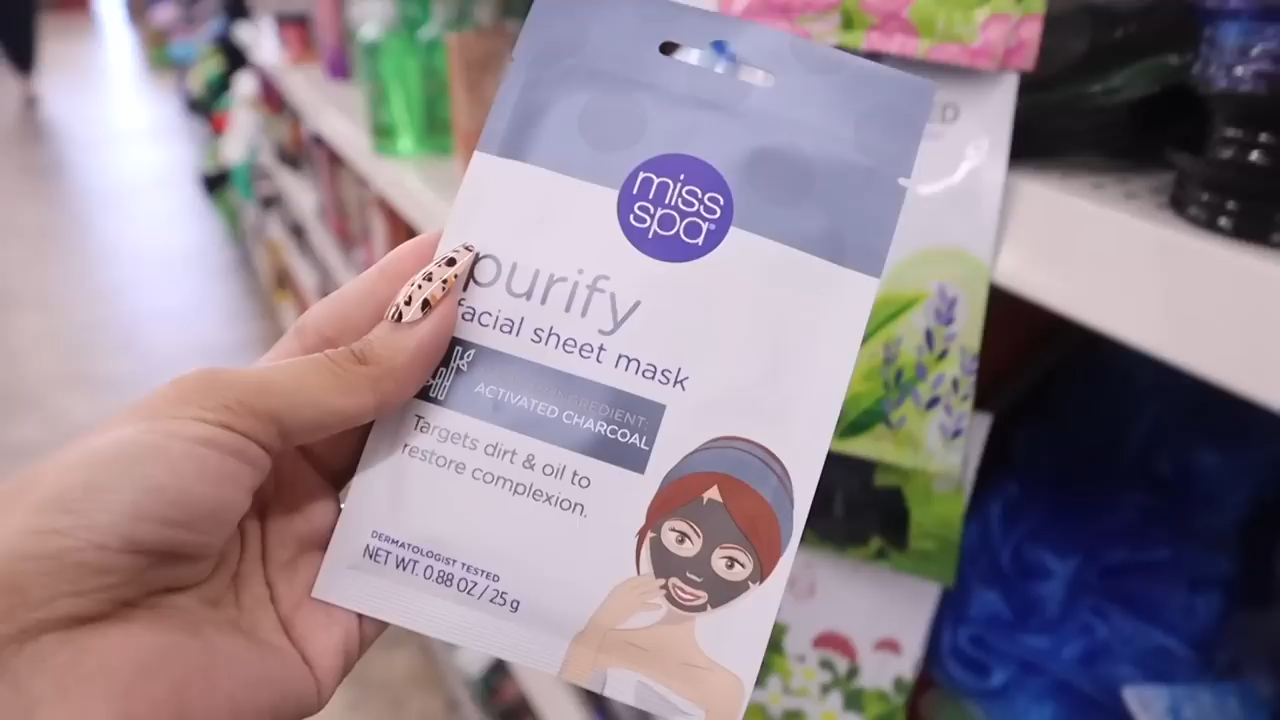 miss
spa
purify
facial sheet mask
INGREDIENT:
ACTIVATED CHARCOAL
Targets dirt & oil to
restore complexion.
DERMATOLOGIST TESTED
NET WT. 0.88 OZ / 25 g
D